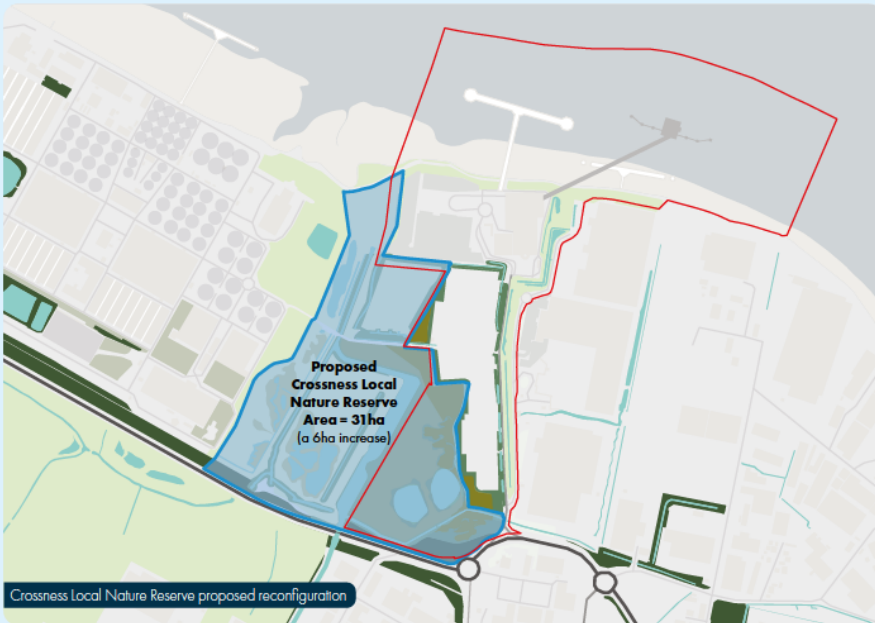 Proposed
Crossness Local
Nature Reserve
Area = 31ha
(a 6ha increase)
Crossness Local Nature Reserve proposed reconfiguration